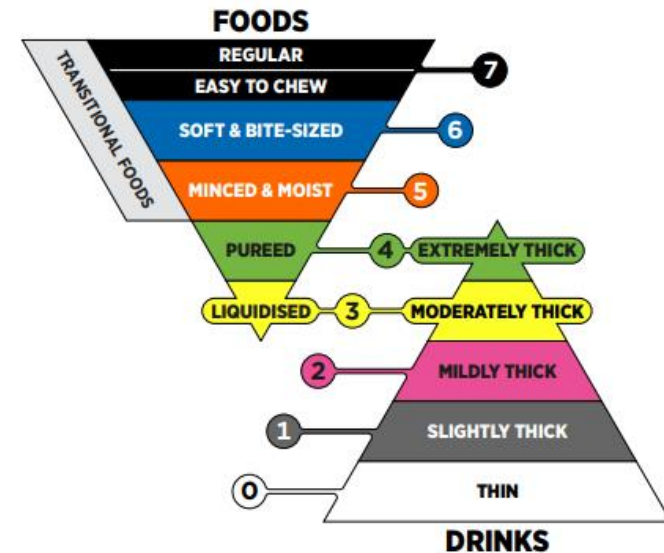 FOODS
REGULAR
7
EASY TO CHEW
TRANSITIONAL FOODS
SOFT & BITE-SIZED
6
MINCED & MOIST
5
PUREED
4
EXTREMELY THICK
LIQUIDISED
3
MODERATELY THICK
2
MILDLY THICK
1
SLIGHTLY THICK
0
THIN
DRINKS